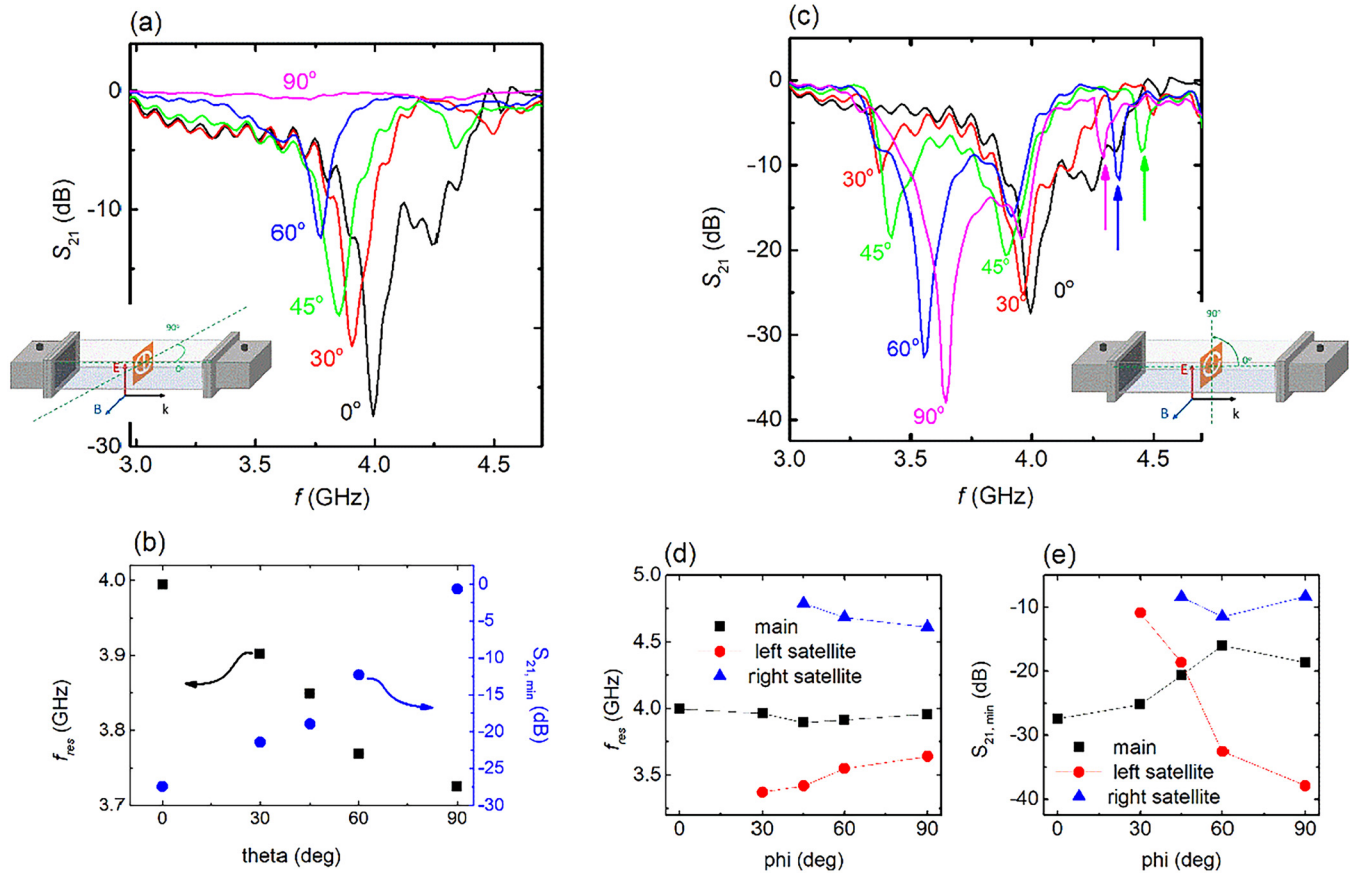 (a)
0
-10
-30
S21 (dB)
90°
60°
45°
30°
0°
90°
0°
E
B
k
3.0
3.5
4.0
4.5
f (GHz)
(c)
0
-10
-20
-30
-40
S21 (dB)
30°
45°
60°
90°
45°
30°
0°
90°
0°
E
B
k
3.0
3.5
4.0
4.5
f (GHz)
(b)
4.0
3.9
3.8
3.7
fres (GHz)
0
-5
-10
-15
-20
-25
-30
S21, min (dB)
0
30
45
60
90
theta (deg)
(d)
5.0
4.5
4.0
3.5
fres (GHz)
main
left satellite
right satellite
0
30
45
60
90
phi (deg)
(e)
-10
-20
-30
-40
S21, min (dB)
main
left satellite
right satellite
0
30
45
60
90
phi (deg)